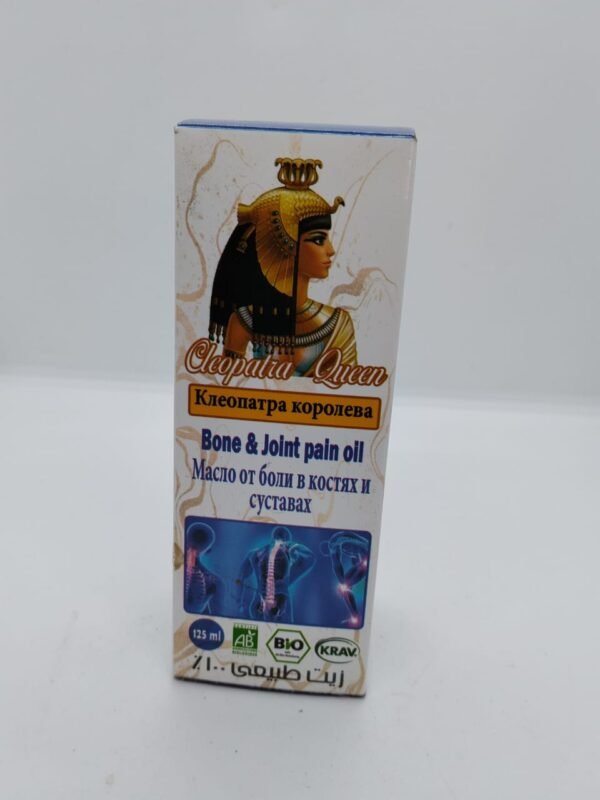 Cleopatra Queen
Клеопатра королева
Bone & Joint pain oil
Масло от боли в костях и
суставах
125 ml
AB
BIO
KRAV
زيت طبيعى ١٠٠٪